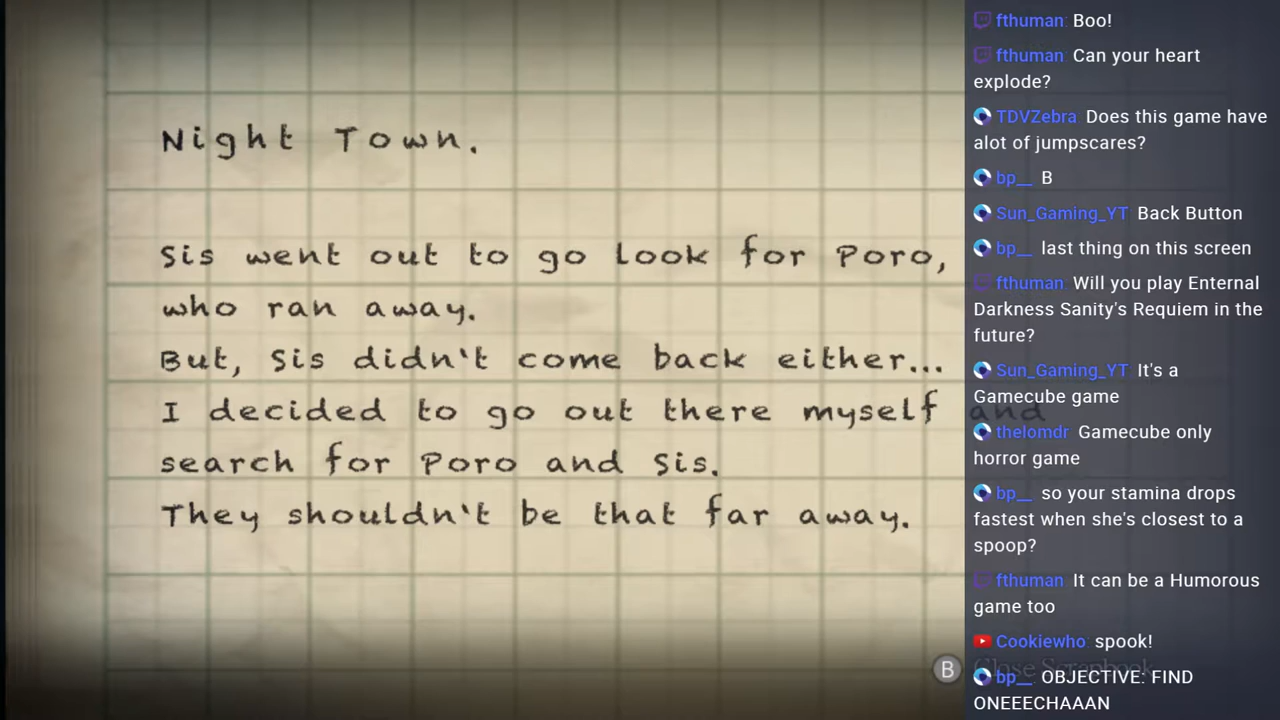 Night Town.
Sis went out to go look for Poro,
who ran away.
But, Sis didn't come back either...
I decided to go out there myself and
search for Poro and Sis.
They shouldn't be that far away.
B Close Scrapbook
fthuman: Boo!
fthuman: Can your heart
explode?
TDVZebra Does this game have
alot of jumpscares?
bp__ B
Sun_Gaming_YT Back Button
bp__ last thing on this screen
fthuman: Will you play Enternal
Darkness Sanity's Requiem in the
future?
Sun_Gaming_YT It's a
Gamecube game
thelomdr Gamecube only
horror game
bp__ so your stamina drops
fastest when she's closest to a
spoop?
fthuman: It can be a Humorous
game too
Cookiewho: spook!
bp__ OBJECTIVE: FIND
ONEEECHAAAN